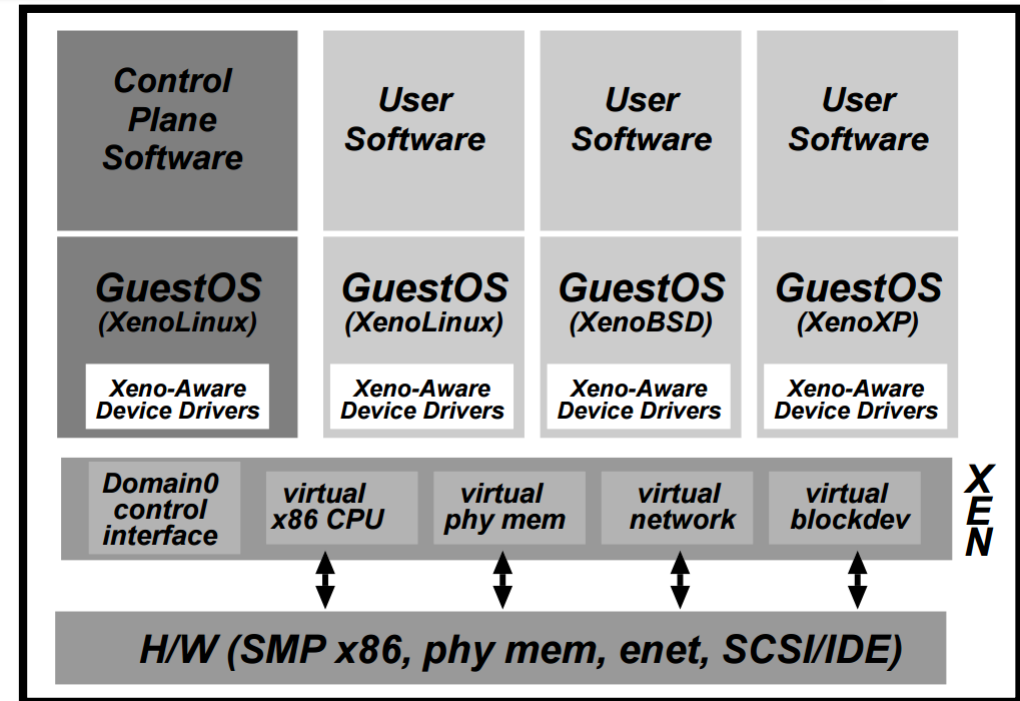 Control
Plane
Software
User
Software
User
Software
User
Software
GuestOS
(XenoLinux)
Xeno-Aware
Device Drivers
GuestOS
(XenoLinux)
Xeno-Aware
Device Drivers
GuestOS
(XenoBSD)
Xeno-Aware
Device Drivers
GuestOS
(XenoXP)
Xeno-Aware
Device Drivers
Domain0
control
interface
virtual
x86 CPU
virtual
phy mem
virtual
network
virtual
blockdev
XEN
H/W (SMP x86, phy mem, enet, SCSI/IDE)